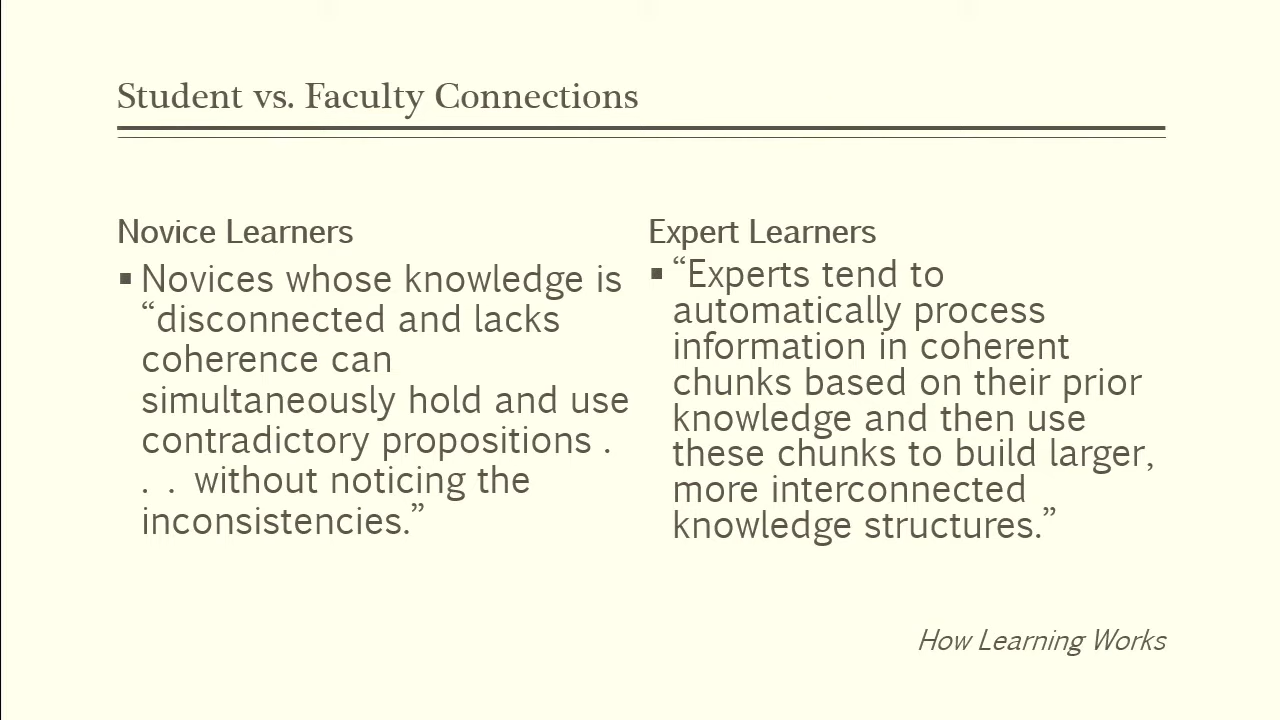 Student vs. Faculty Connections
Novice Learners
▪ Novices whose knowledge is
“disconnected and lacks
coherence can
simultaneously hold and use
contradictory propositions .
. . without noticing the
inconsistencies.”
Expert Learners
▪ “Experts tend to
automatically process
information in coherent
chunks based on their prior
knowledge and then use
these chunks to build larger,
more interconnected
knowledge structures.”
How Learning Works